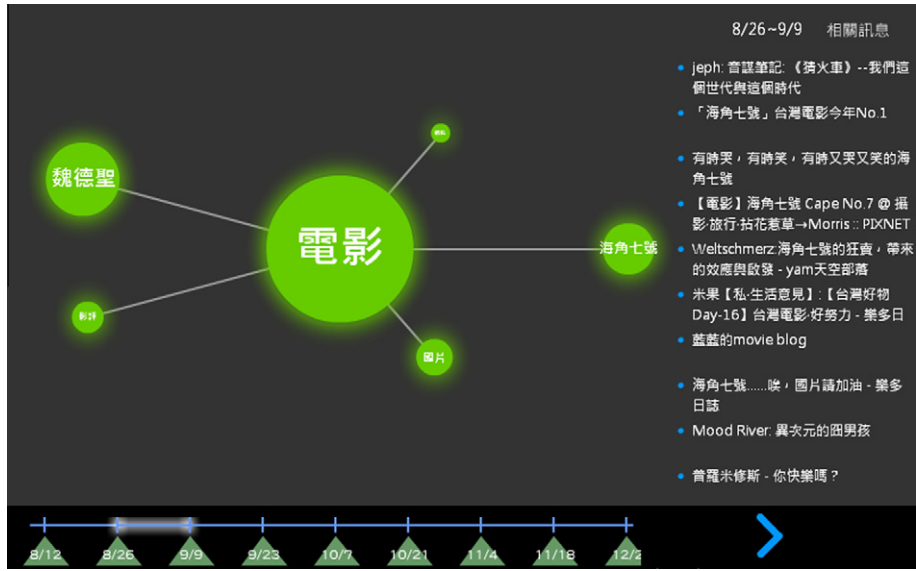 8/26~9/9 相關訊息
jeph: 音謀筆記: 《猜火車》--我們這
個世代與這個時代
「海角七號」台灣電影今年No.1
有時哭，有時笑，有時又哭又笑的海
角七號
【電影】海角七號 Cape No.7 @ 攝
影‧旅行‧拈花惹草→Morris :: PIXNET
Weltschmerz:海角七號的狂賣，帶來
的效應與啟發 - yam天空部落
米果【私‧生活意見】:【台灣好物
Day-16】台灣電影‧好努力 - 樂多日
藍藍的movie blog
海角七號......唉，國片請加油 - 樂多
日誌
Mood River: 異次元的囧男孩
普羅米修斯 - 你快樂嗎？
魏德聖
電影
海角七號
影評
國片
8/12 8/26 9/9 9/23 10/7 10/21 11/4 11/18 12/2